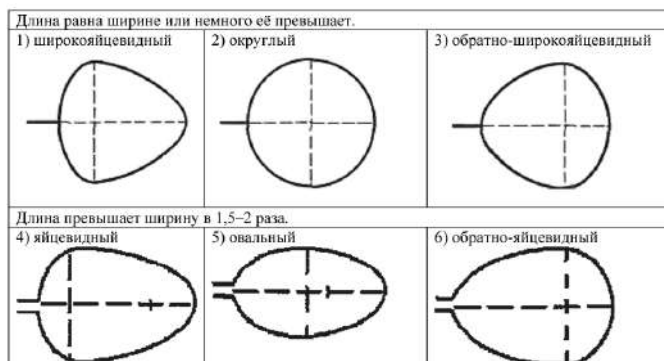 Длина равна ширине или немного её превышает.
1) широкояйцевидный
2) округлый
3) обратно-широкояйцевидный
Длина превышает ширину в 1,5–2 раза.
4) яйцевидный
5) овальный
6) обратно-яйцевидный